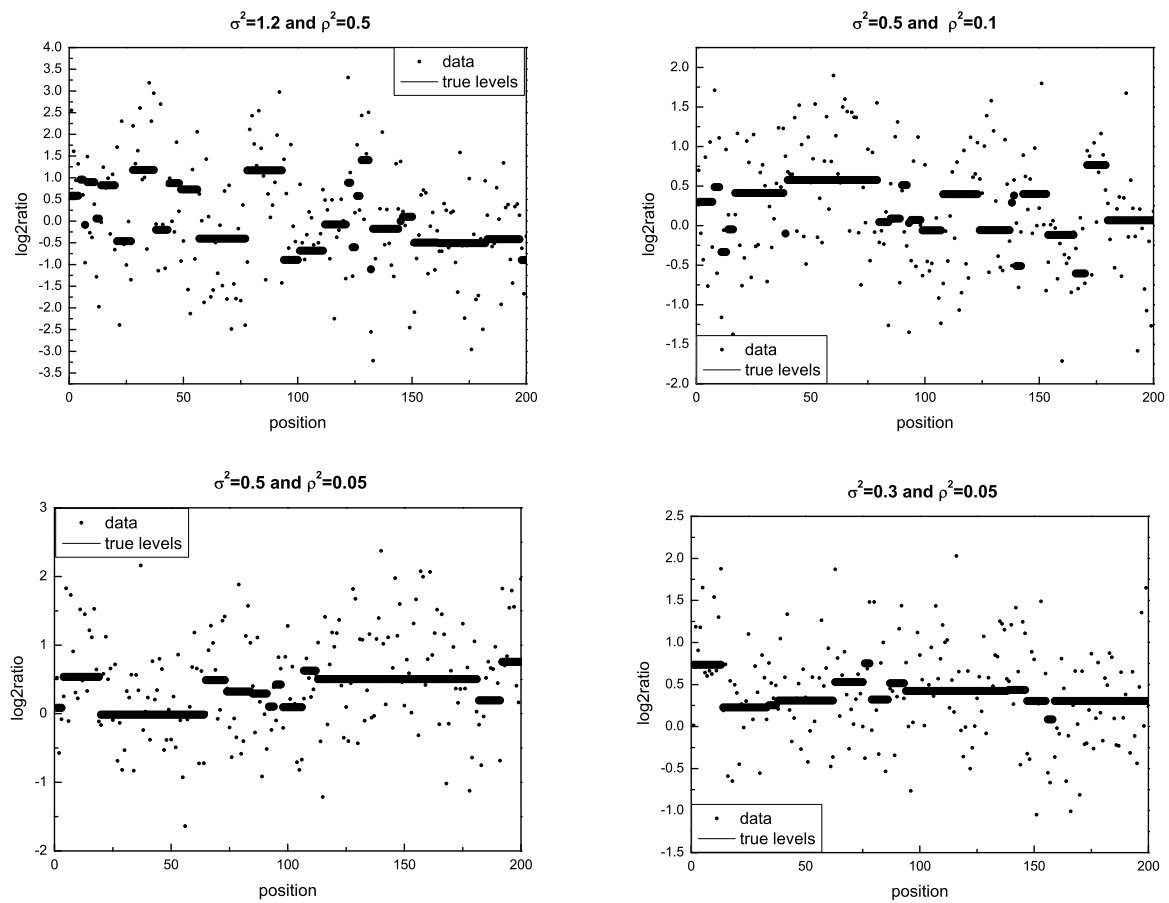 σ²=1.2 and ρ²=0.5
4.0
3.5
3.0
2.5
2.0
1.5
1.0
0.5
0.0
-0.5
-1.0
-1.5
-2.0
-2.5
-3.0
-3.5
log2ratio
data
true levels
0 50 100 150 200
position
σ²=0.5 and ρ²=0.1
2.0
1.5
1.0
0.5
0.0
-0.5
-1.0
-1.5
-2.0
log2ratio
data
true levels
0 50 100 150 200
position
σ²=0.5 and ρ²=0.05
3
2
1
0
-1
-2
log2ratio
data
true levels
0 50 100 150 200
position
σ²=0.3 and ρ²=0.05
2.5
2.0
1.5
1.0
0.5
0.0
-0.5
-1.0
-1.5
log2ratio
data
true levels
0 50 100 150 200
position